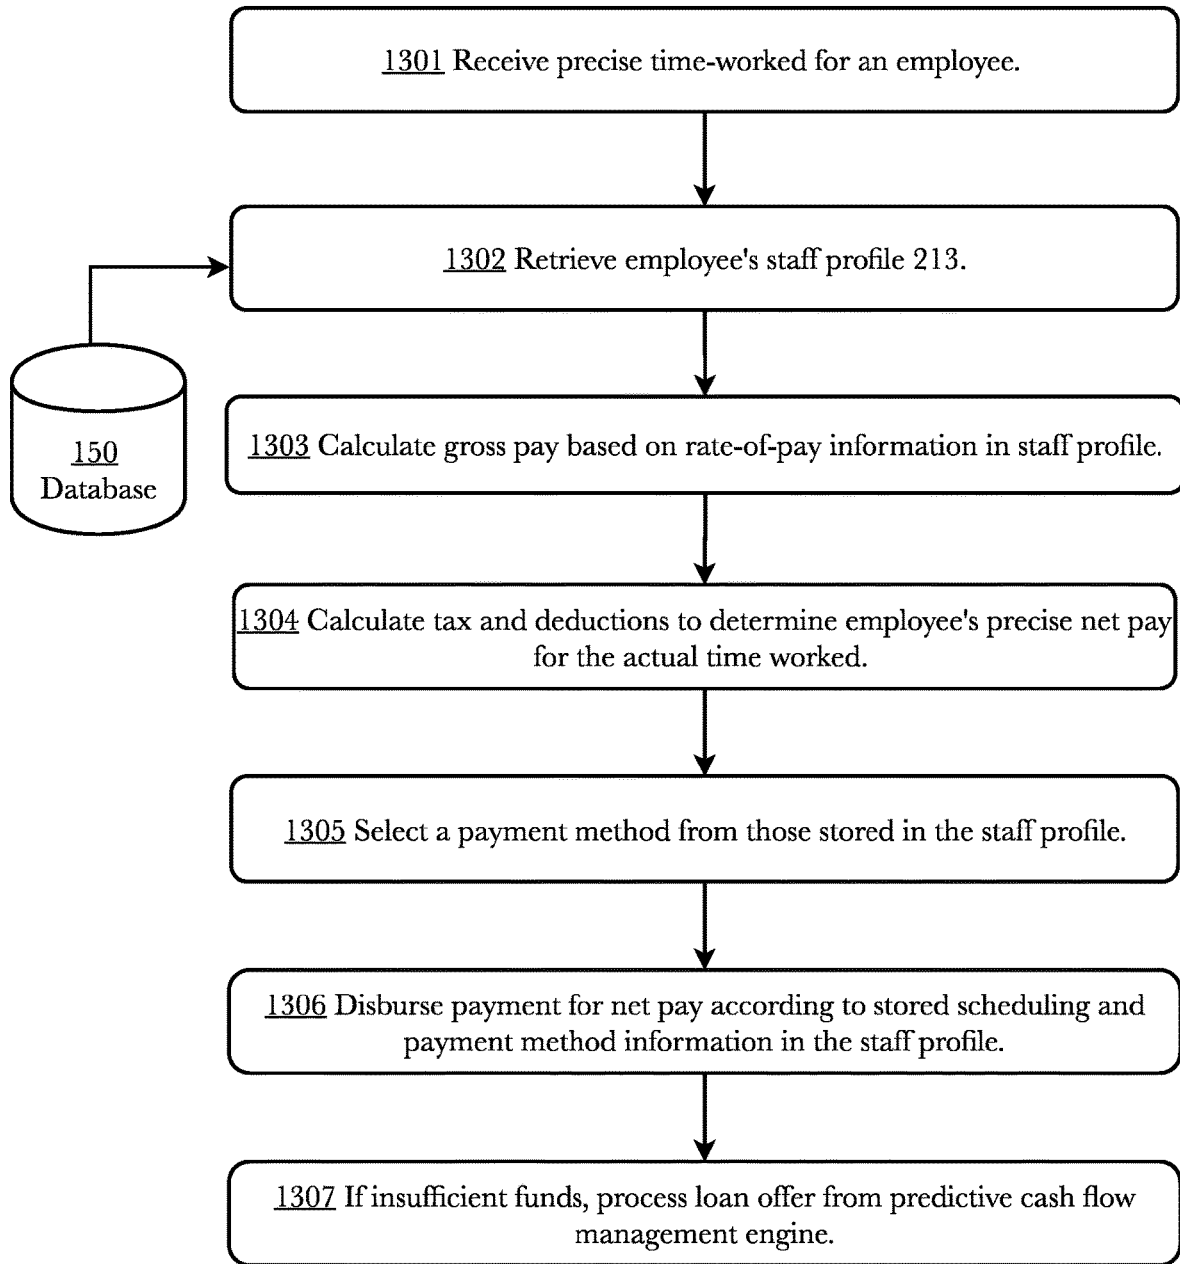 1301 Receive precise time-worked for an employee.
1302 Retrieve employee's staff profile 213.
150
Database
1303 Calculate gross pay based on rate-of-pay information in staff profile.
1304 Calculate tax and deductions to determine employee's precise net pay
for the actual time worked.
1305 Select a payment method from those stored in the staff profile.
1306 Disburse payment for net pay according to stored scheduling and
payment method information in the staff profile.
1307 If insufficient funds, process loan offer from predictive cash flow
management engine.